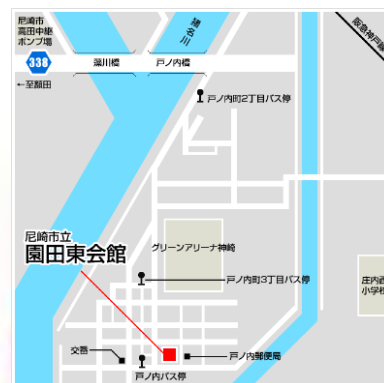 尼崎市
高田中継
ポンプ場
338
←至額田
藻川橋
戸ノ内橋
猪名川
阪急神戸線
戸ノ内町2丁目バス停
尼崎市立
園田東会館
グリーンアリーナ神崎
戸ノ内町3丁目バス停
庄内西
小学校
交番
戸ノ内郵便局
戸ノ内バス停